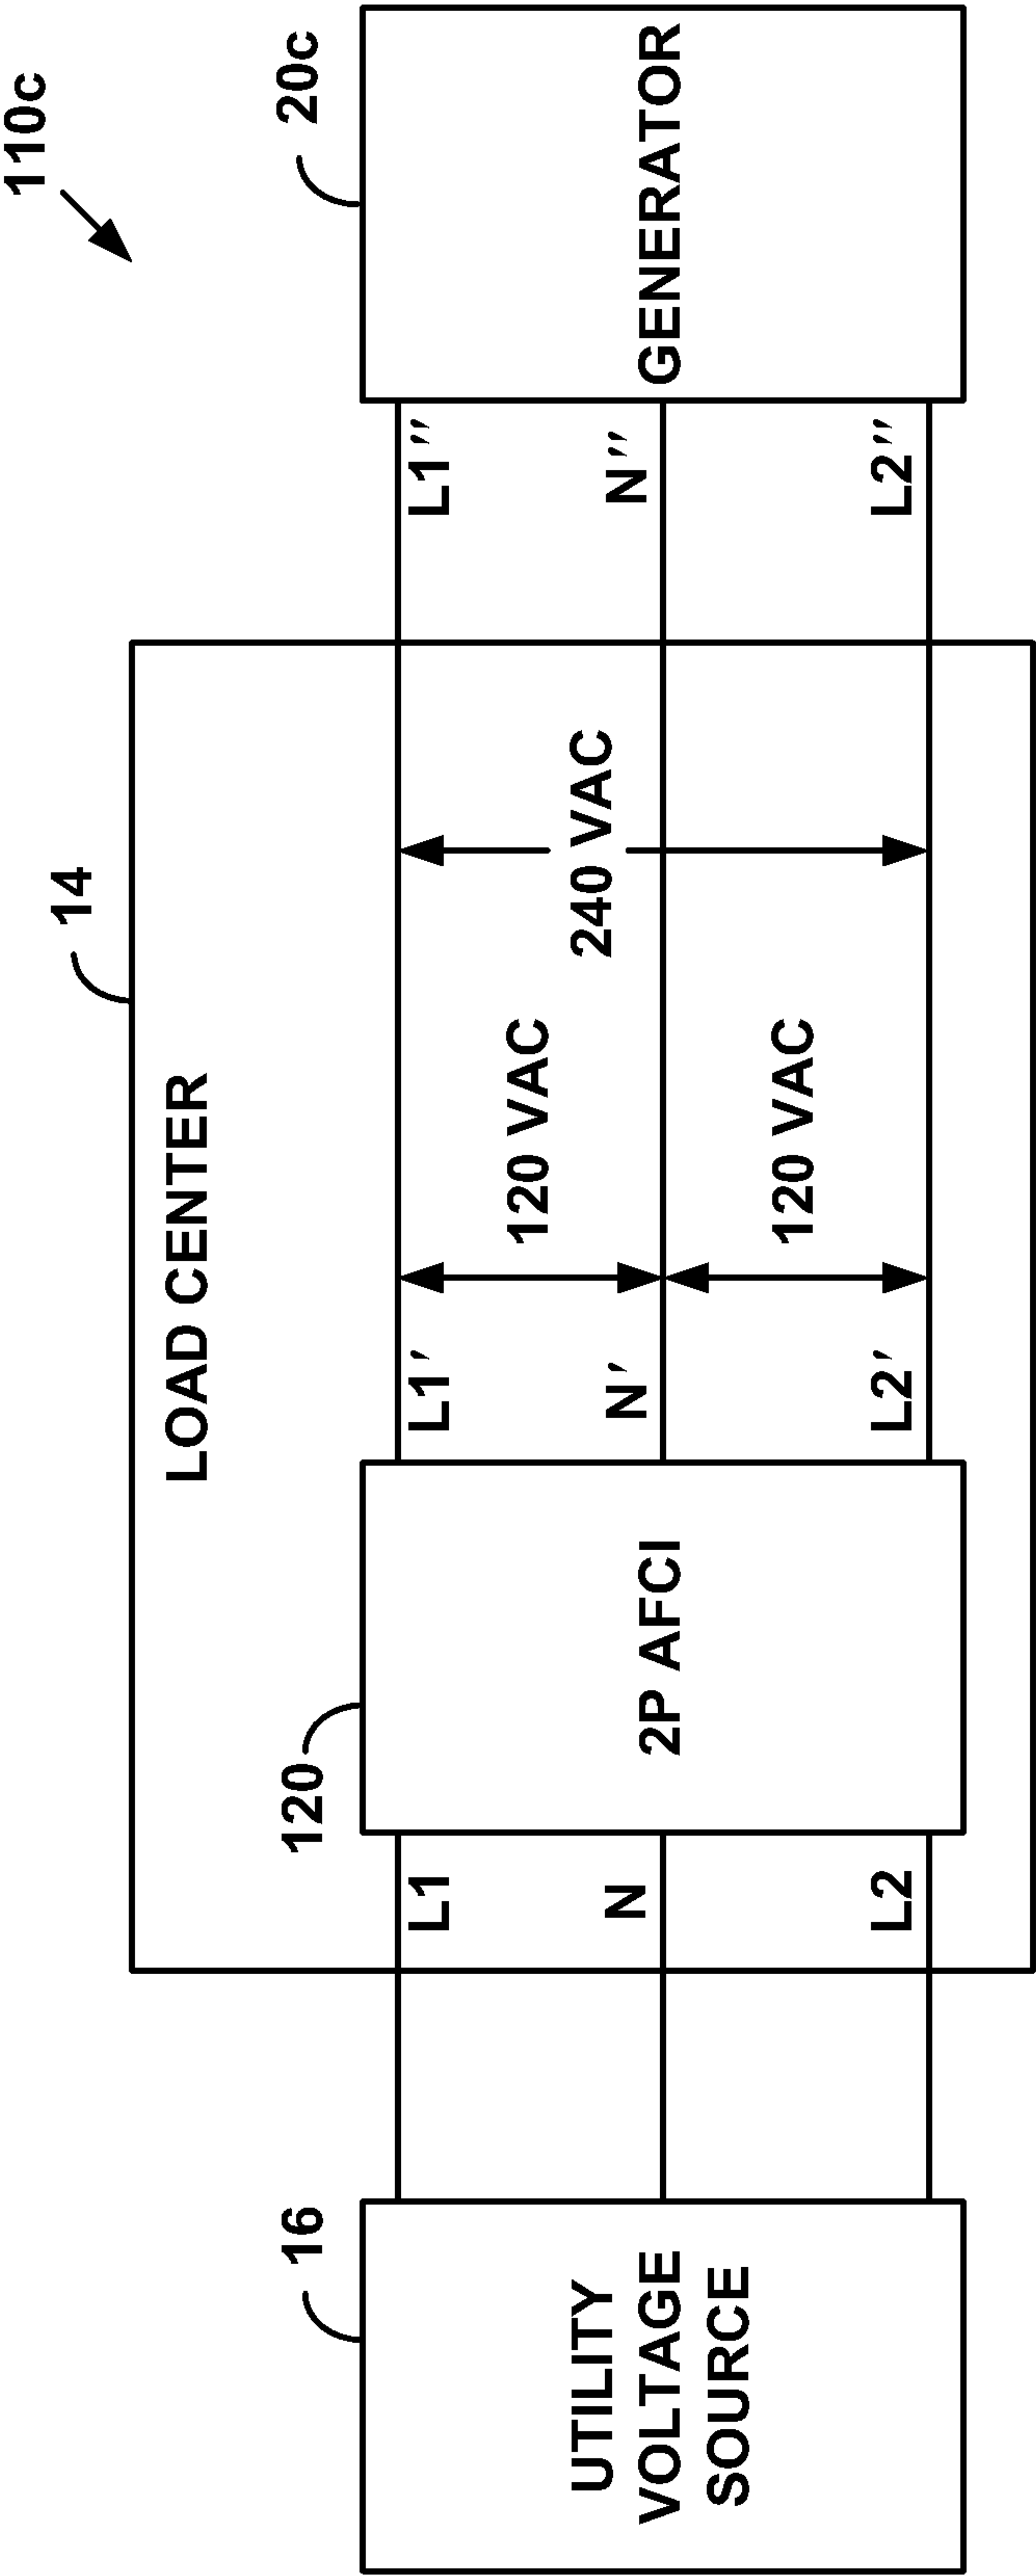 110c
14
LOAD CENTER
16
120
20c
UTILITY
VOLTAGE
SOURCE
L1
N
L2
2P AFCI
L1′
N′
L2′
120 VAC
120 VAC
240 VAC
L1″
N″
L2″
GENERATOR